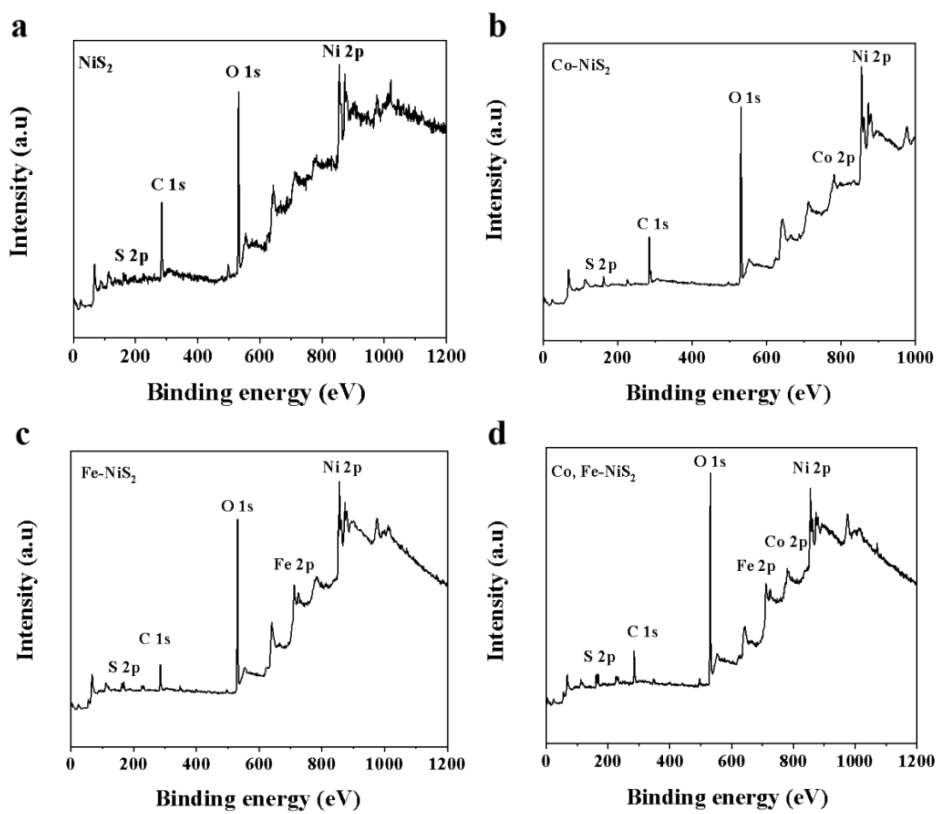 a
NiS₂
Ni 2p
O 1s
C 1s
S 2p
Intensity (a.u)
0 200 400 600 800 1000 1200
Binding energy (eV)
b
Co-NiS₂
Ni 2p
O 1s
Co 2p
C 1s
S 2p
Intensity (a.u)
0 200 400 600 800 1000
Binding energy (eV)
c
Fe-NiS₂
Ni 2p
O 1s
Fe 2p
C 1s
S 2p
Intensity (a.u)
0 200 400 600 800 1000 1200
Binding energy (eV)
d
Co, Fe-NiS₂
O 1s
Ni 2p
Co 2p
Fe 2p
C 1s
S 2p
Intensity (a.u)
0 200 400 600 800 1000 1200
Binding energy (eV)